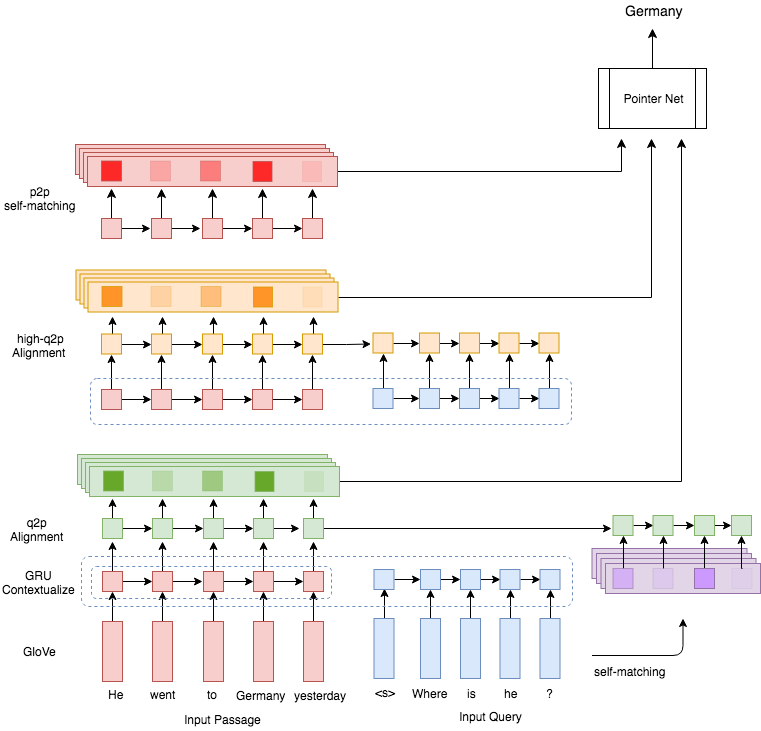 Germany
Pointer Net
p2p
self-matching
high-q2p
Alignment
q2p
Alignment
GRU
Contextualize
GloVe
self-matching
He went to Germany yesterday <s> Where is he ?
Input Passage Input Query